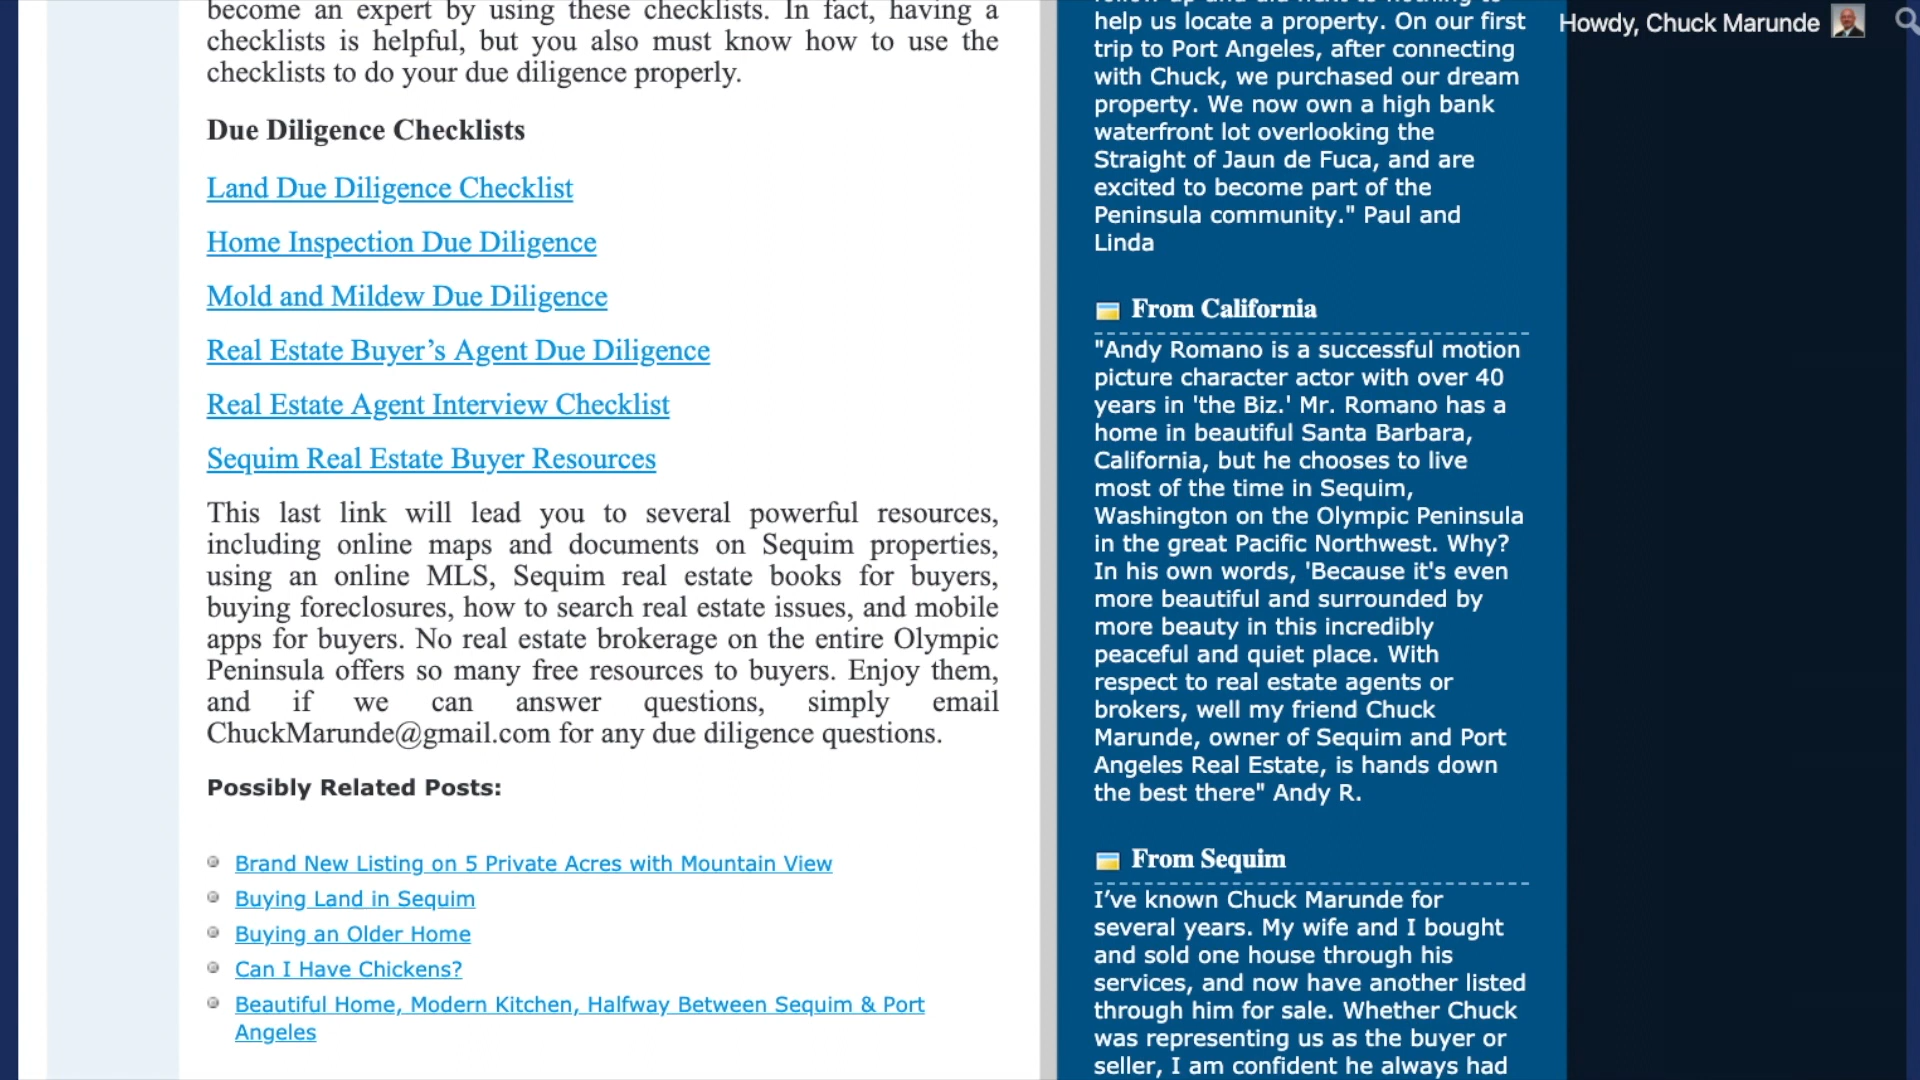 become an expert by using these checklists. In fact, having a
checklists is helpful, but you also must know how to use the
checklists to do your due diligence properly.
Due Diligence Checklists
Land Due Diligence Checklist
Home Inspection Due Diligence
Mold and Mildew Due Diligence
Real Estate Buyer’s Agent Due Diligence
Real Estate Agent Interview Checklist
Sequim Real Estate Buyer Resources
This last link will lead you to several powerful resources,
including online maps and documents on Sequim properties,
using an online MLS, Sequim real estate books for buyers,
buying foreclosures, how to search real estate issues, and mobile
apps for buyers. No real estate brokerage on the entire Olympic
Peninsula offers so many free resources to buyers. Enjoy them,
and if we can answer questions, simply email
ChuckMarunde@gmail.com for any due diligence questions.
Possibly Related Posts:
Brand New Listing on 5 Private Acres with Mountain View
Buying Land in Sequim
Buying an Older Home
Can I Have Chickens?
Beautiful Home, Modern Kitchen, Halfway Between Sequim & Port
Angeles
help us locate a property. On our first
trip to Port Angeles, after connecting
with Chuck, we purchased our dream
property. We now own a high bank
waterfront lot overlooking the
Straight of Jaun de Fuca, and are
excited to become part of the
Peninsula community." Paul and
Linda
From California
"Andy Romano is a successful motion
picture character actor with over 40
years in 'the Biz.' Mr. Romano has a
home in beautiful Santa Barbara,
California, but he chooses to live
most of the time in Sequim,
Washington on the Olympic Peninsula
in the great Pacific Northwest. Why?
In his own words, 'Because it's even
more beautiful and surrounded by
more beauty in this incredibly
peaceful and quiet place. With
respect to real estate agents or
brokers, well my friend Chuck
Marunde, owner of Sequim and Port
Angeles Real Estate, is hands down
the best there" Andy R.
From Sequim
I’ve known Chuck Marunde for
several years. My wife and I bought
and sold one house through his
services, and now have another listed
through him for sale. Whether Chuck
was representing us as the buyer or
seller, I am confident he always had
Howdy, Chuck Marunde